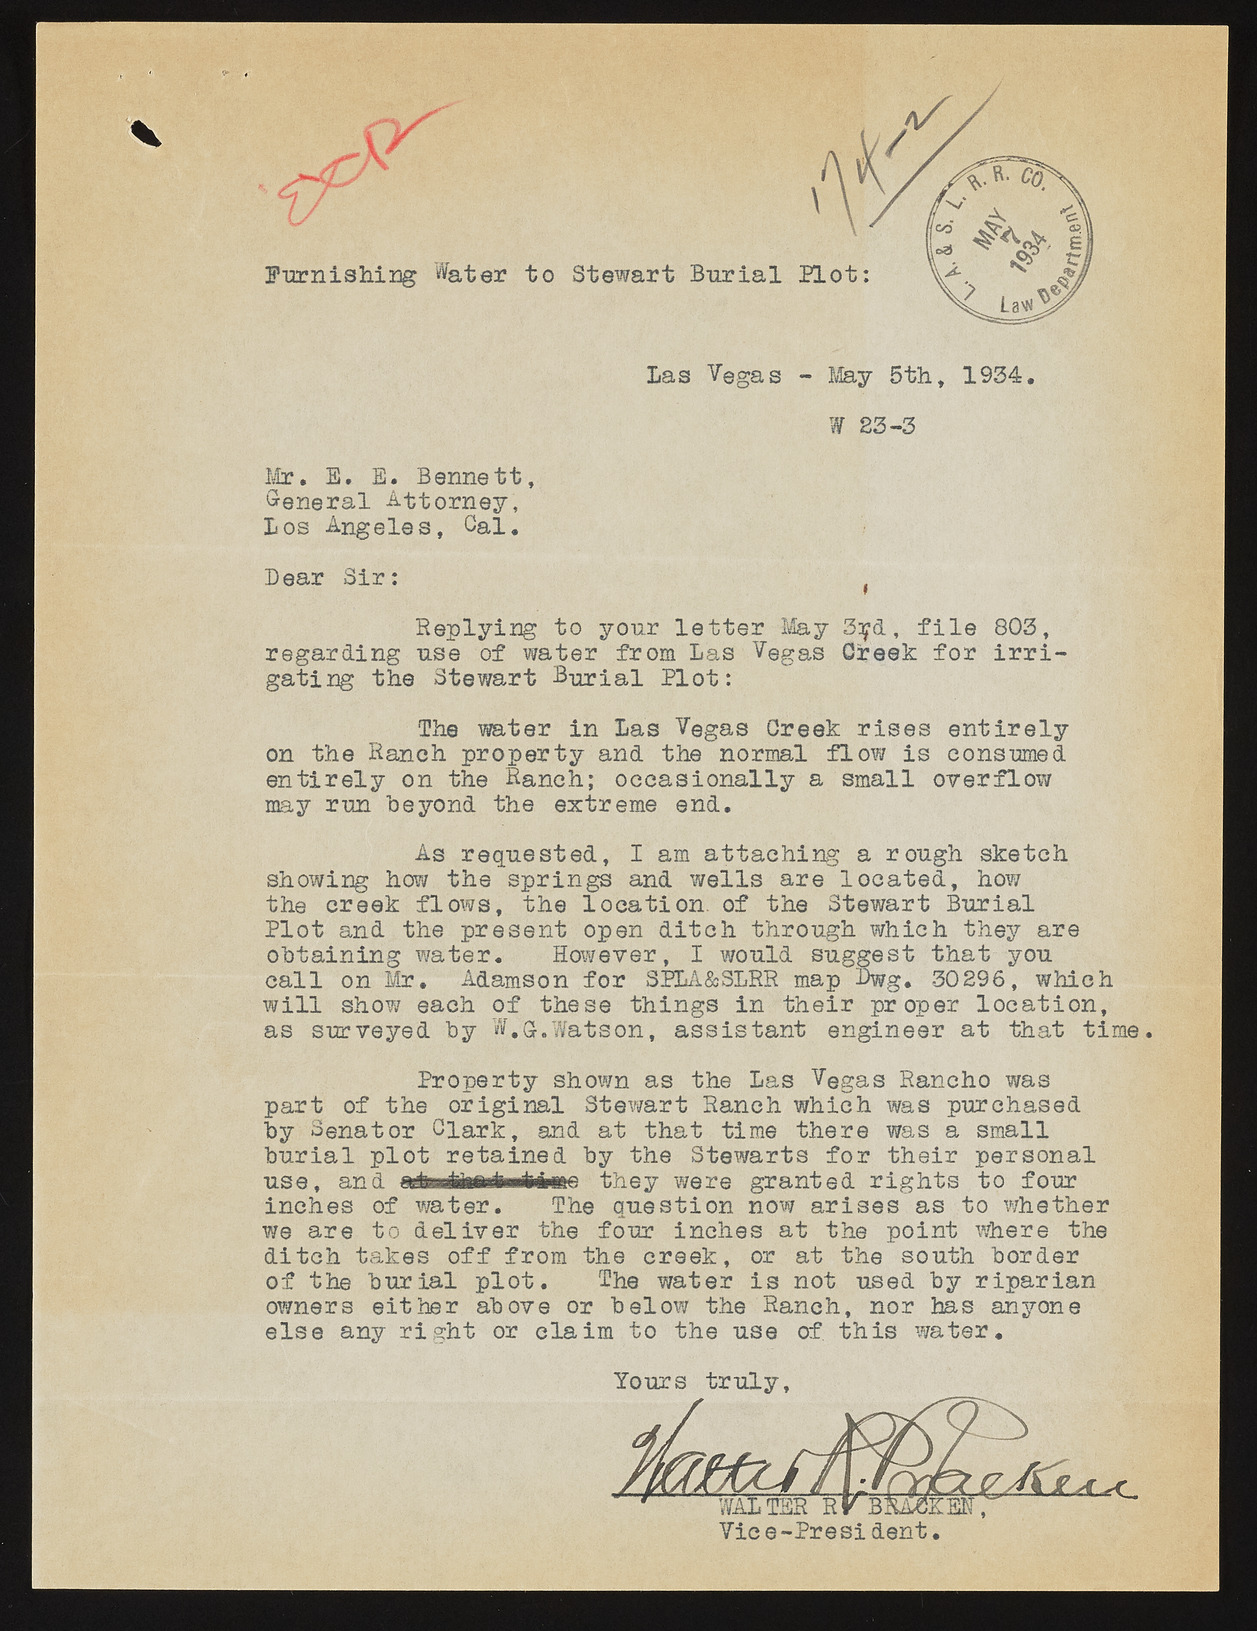 EXR
174-2
L. A. & S. L. R. R. CO.
MAY
7
1934
Law Department
Furnishing Water to Stewart Burial Plot:
Las Vegas - May 5th, 1934.
W 23-3
Mr. E. E. Bennett,
General Attorney,
Los Angeles, Cal.
Dear Sir:
Replying to your letter May 3rd, file 803,
regarding use of water from Las Vegas Creek for irri-
gating the Stewart Burial Plot:
The water in Las Vegas Creek rises entirely
on the Ranch property and the normal flow is consumed
entirely on the Ranch; occasionally a small overflow
may run beyond the extreme end.
As requested, I am attaching a rough sketch
showing how the springs and wells are located, how
the creek flows, the location of the Stewart Burial
Plot and the present open ditch through which they are
obtaining water. However, I would suggest that you
call on Mr. Adamson for SPLA&SLRR map Dwg. 30296, which
will show each of these things in their proper location,
as surveyed by W.G.Watson, assistant engineer at that time.
Property shown as the Las Vegas Rancho was
part of the original Stewart Ranch which was purchased
by Senator Clark, and at that time there was a small
burial plot retained by the Stewarts for their personal
use, and at that time they were granted rights to four
inches of water. The question now arises as to whether
we are to deliver the four inches at the point where the
ditch takes off from the creek, or at the south border
of the burial plot. The water is not used by riparian
owners either above or below the Ranch, nor has anyone
else any right or claim to the use of this water.
Yours truly,
Walter R. Bracken
WALTER R. BRACKEN,
Vice-President.